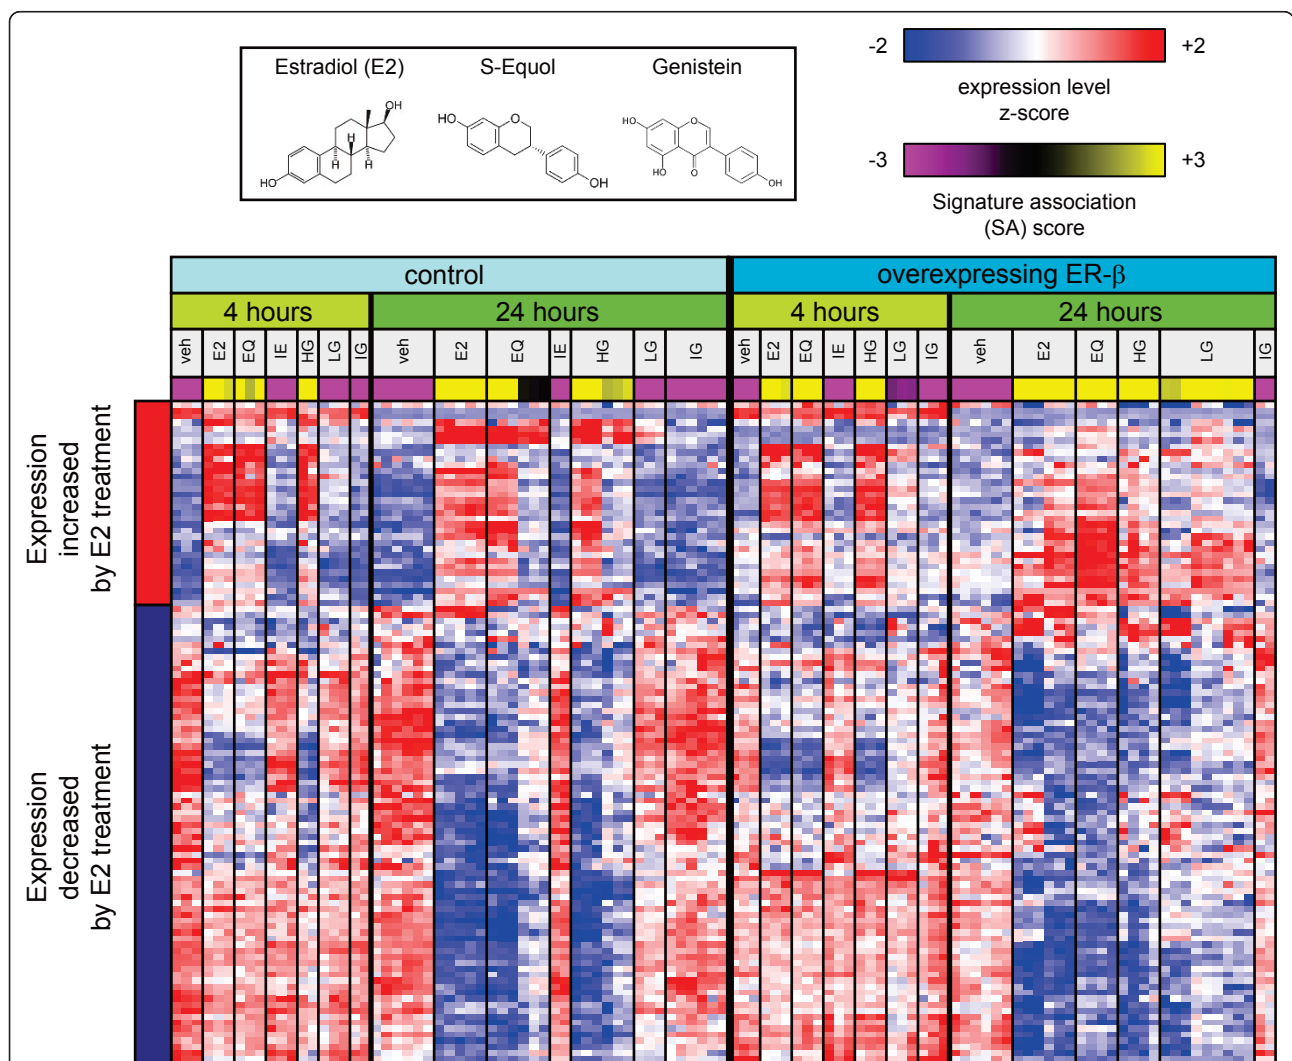 Estradiol (E2)
S-Equol
Genistein
OH
H
H
H
HO
HO
O
OH
HO
O
OH
O
OH
-2
+2
expression level
z-score
-3
+3
Signature association
(SA) score
control
overexpressing ER-β
4 hours
24 hours
4 hours
24 hours
veh
E2
EQ
IE
HG
LG
IG
veh
E2
EQ
IE
HG
LG
IG
veh
E2
EQ
IE
HG
LG
IG
veh
E2
EQ
HG
LG
IG
Expression
increased
by E2 treatment
Expression
decreased
by E2 treatment